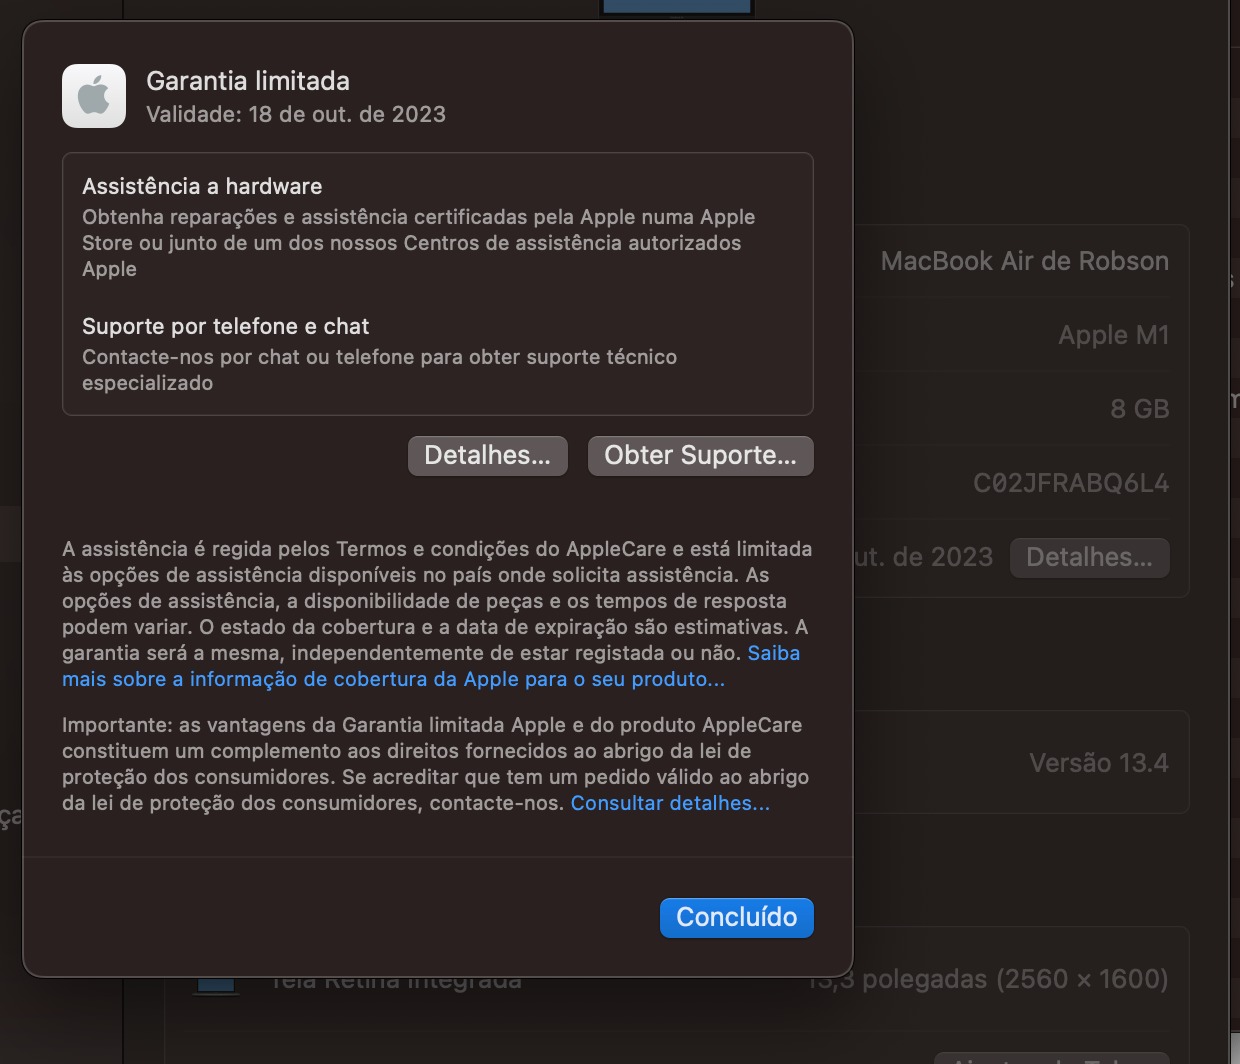 Garantia limitada
Validade: 18 de out. de 2023
Assistência a hardware
Obtenha reparações e assistência certificadas pela Apple numa Apple
Store ou junto de um dos nossos Centros de assistência autorizados
Apple
Suporte por telefone e chat
Contacte-nos por chat ou telefone para obter suporte técnico
especializado
Detalhes...
Obter Suporte...
A assistência é regida pelos Termos e condições do AppleCare e está limitada
às opções de assistência disponíveis no país onde solicita assistência. As
opções de assistência, a disponibilidade de peças e os tempos de resposta
podem variar. O estado da cobertura e a data de expiração são estimativas. A
garantia será a mesma, independentemente de estar registada ou não. Saiba
mais sobre a informação de cobertura da Apple para o seu produto...
Importante: as vantagens da Garantia limitada Apple e do produto AppleCare
constituem um complemento aos direitos fornecidos ao abrigo da lei de
proteção dos consumidores. Se acreditar que tem um pedido válido ao abrigo
da lei de proteção dos consumidores, contacte-nos. Consultar detalhes...
Concluído
MacBook Air de Robson
Apple M1
8 GB
C02JFRABQ6L4
ut. de 2023
Detalhes...
Versão 13.4
Tela Retina Integrada
13,3 polegadas (2560 × 1600)